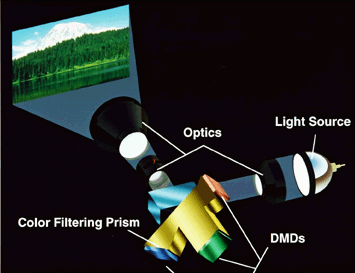 Optics
Light Source
Color Filtering Prism
DMDs